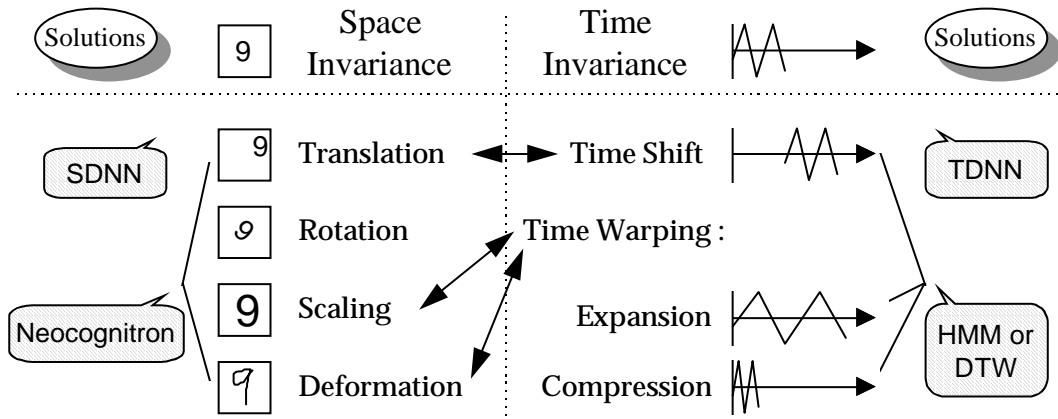 Solutions
9
Space
Invariance
Time
Invariance
Solutions
SDNN
9
Translation
Time Shift
TDNN
9
Rotation
Time Warping :
Neocognitron
9
Scaling
Expansion
HMM or
DTW
9
Deformation
Compression